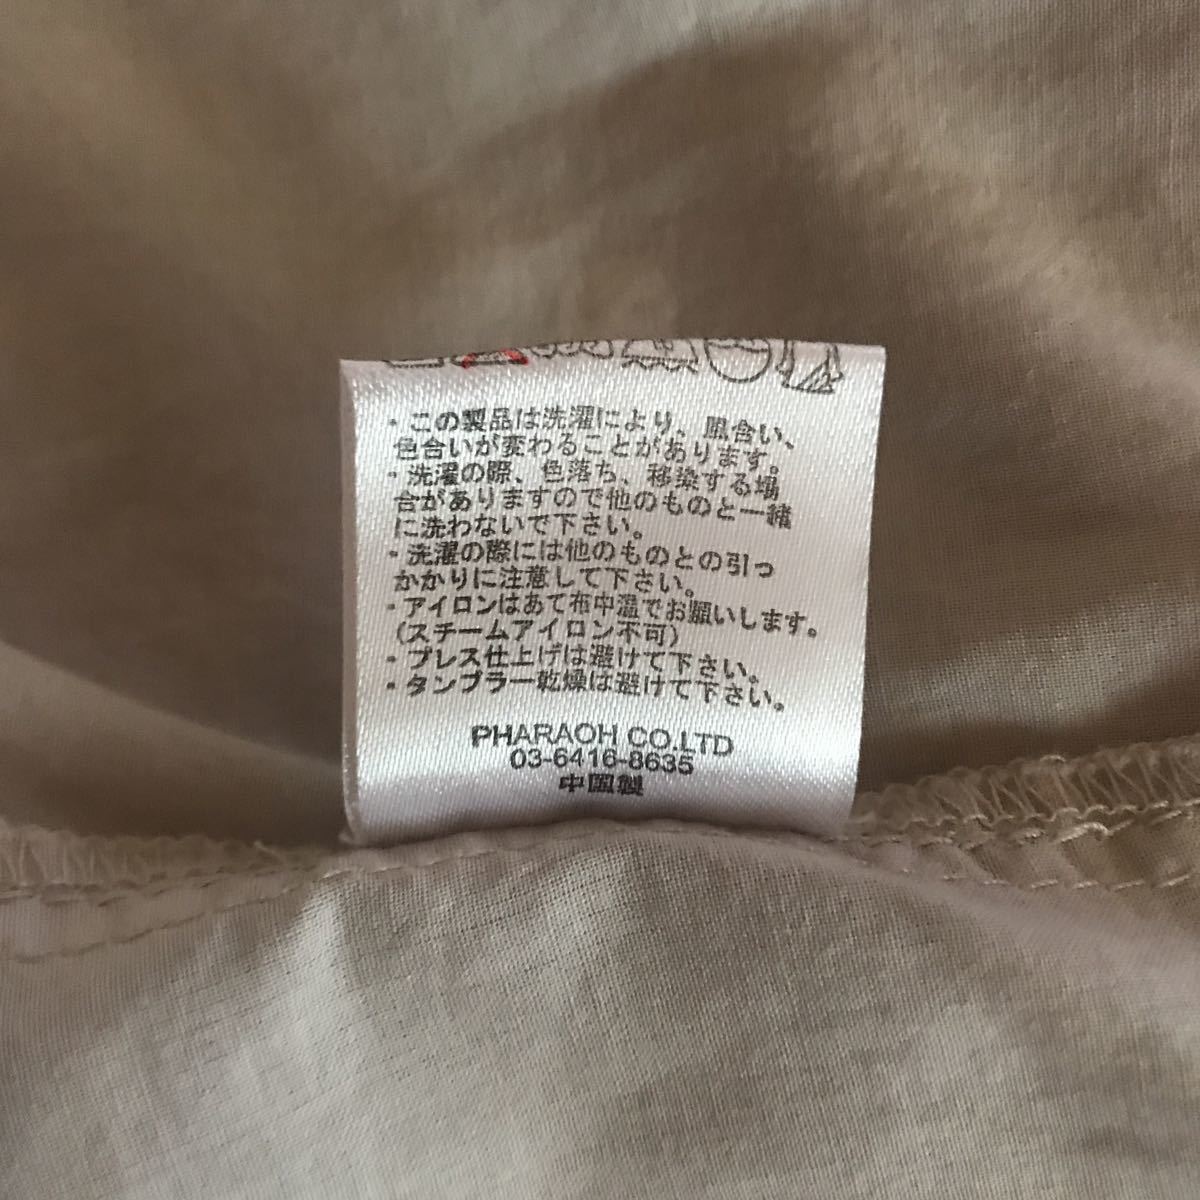 ・この製品は洗濯により、風合い、
色合いが変わることがあります。
・洗濯の際、色落ち、移染する場
合がありますので他のものと一緒
に洗わないで下さい。
・洗濯の際には他のものとの引っ
かかりに注意して下さい。
・アイロンはあて布中温でお願いします。
(スチームアイロン不可)
・プレス仕上げは避けて下さい。
・タンブラー乾燥は避けて下さい。
PHARAOH CO.LTD
03-6416-8635
中国製